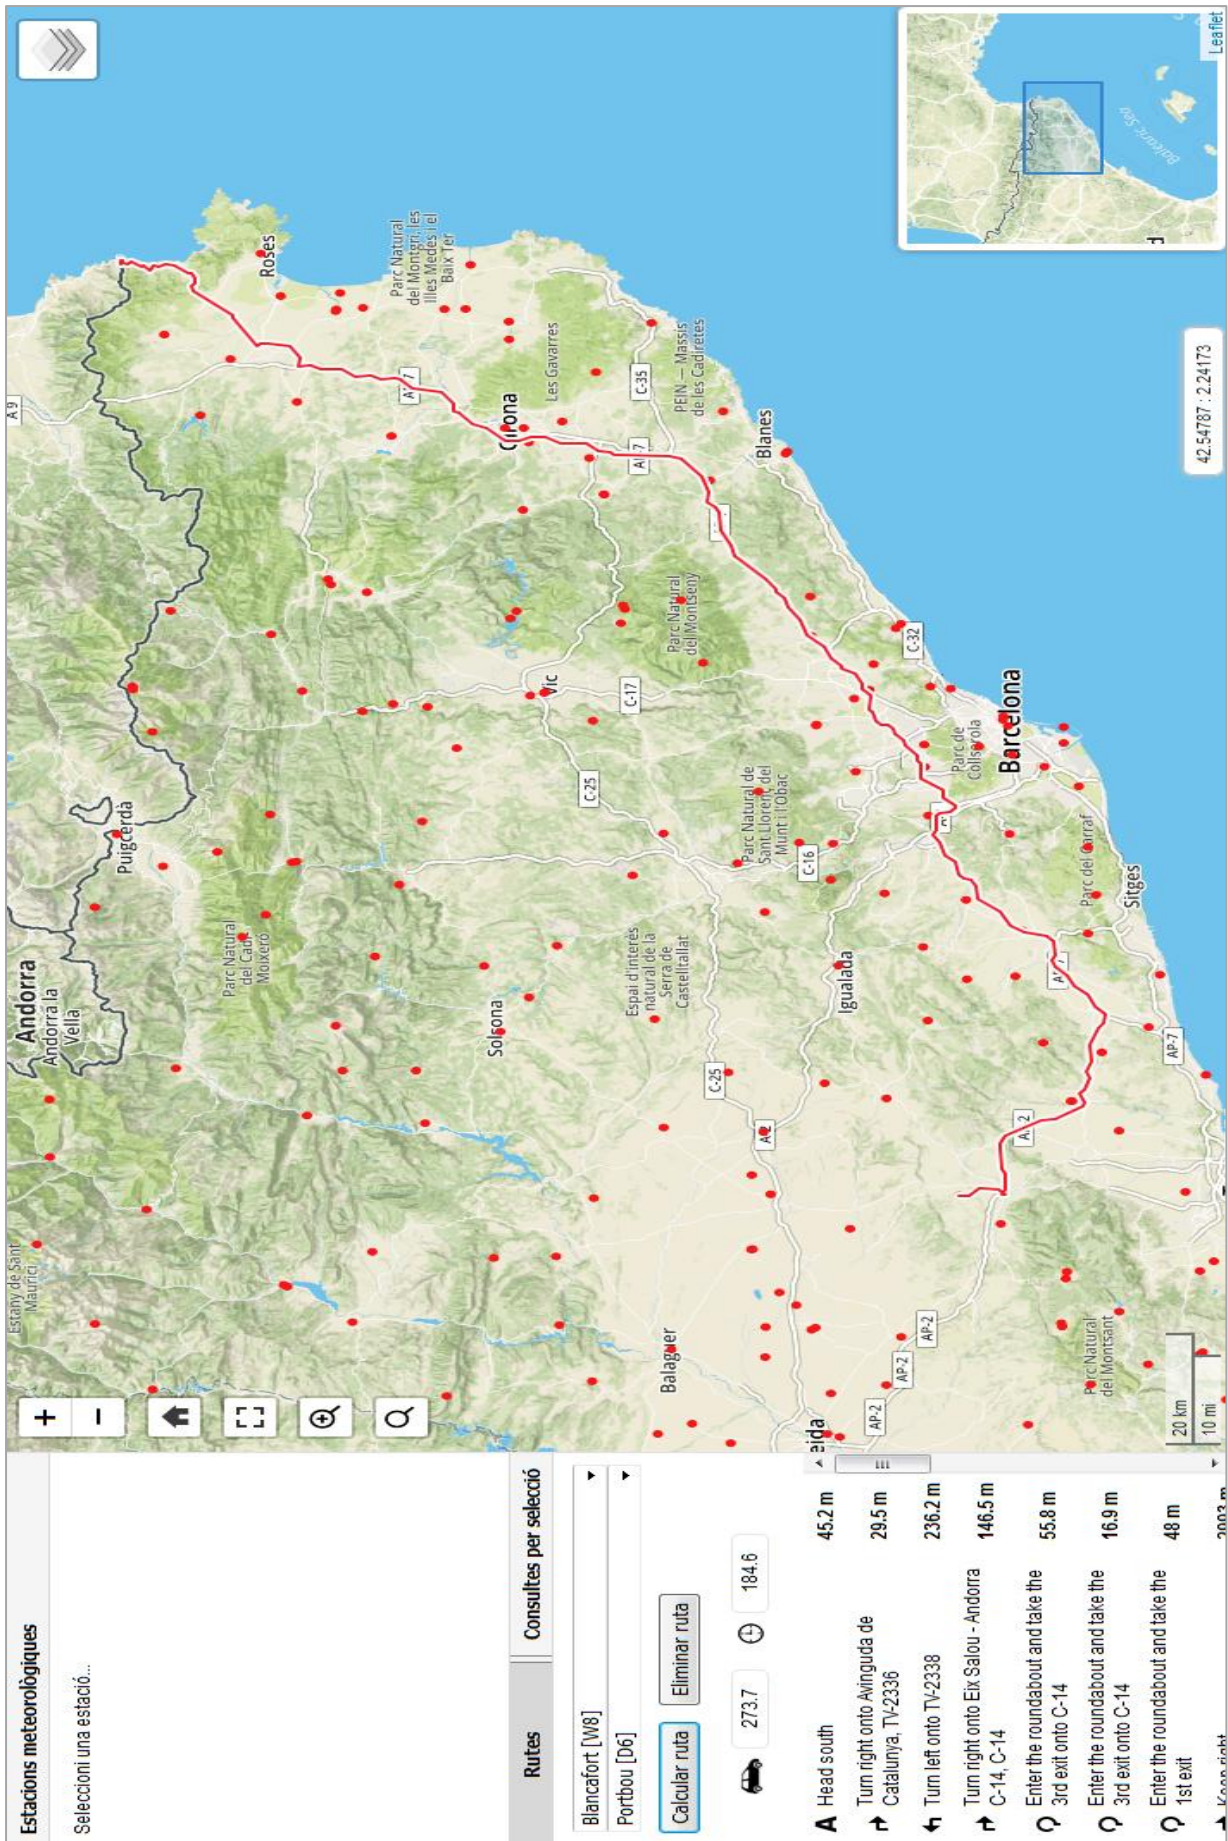 Estacions meteorològiques
Seleccioni una estació...
Rutes
Consultes per selecció
Blancafort [W8]
Portbou [D6]
Calcular ruta
Eliminar ruta
273.7
184.6
A Head south 45.2 m
Turn right onto Avinguda de 29.5 m
Catalunya, TV-2336
Turn left onto TV-2338 236.2 m
Turn right onto Eix Salou - Andorra 146.5 m
C-14, C-14
Enter the roundabout and take the 55.8 m
3rd exit onto C-14
Enter the roundabout and take the 16.9 m
3rd exit onto C-14
Enter the roundabout and take the 48 m
1st exit
Keep right
+
−
Estany de Sant
Maurici
Andorra
Andorra la
Vella
Puigcerdà
A 9
Parc Natural
del Cadí-
Moixeró
Roses
Parc Natural
del Montgrí, les
Illes Medes i el
Baix Ter
Girona
Les Gavarres
C-35
PEIN — Massís
de les Cadiretes
Solsona
Vic
C-25
C-17
Espai d'interès
natural de la
Serra de
Castelltallat
Parc Natural
del Montseny
Blanes
Balaguer
C-25
Parc Natural de
Sant Llorenç del
Munt i l'Obac
C-16
Igualada
C-32
Parc de
Collserola
Barcelona
AP-2
AP-2
AP-2
Parc del Garraf
Sitges
AP-7
Parc Natural
del Montsant
20 km
10 mi
42.54787 : 2.24173
Balearic Sea
Leaflet